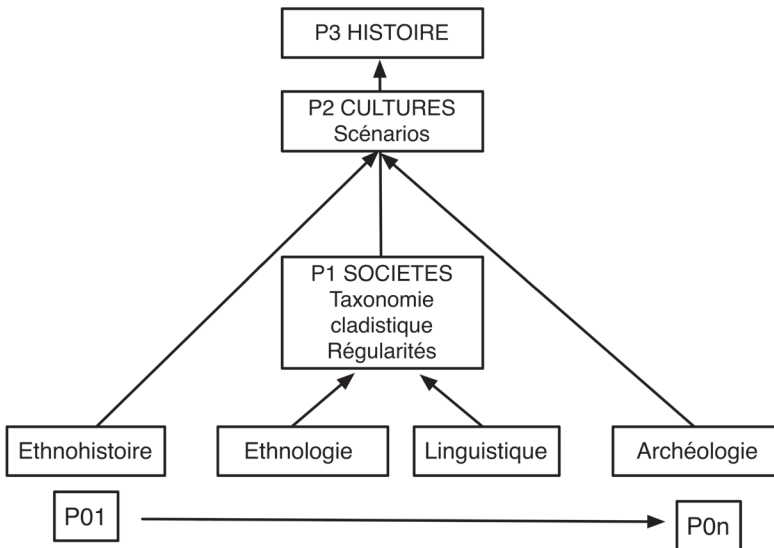 P3 HISTOIRE
P2 CULTURES
Scénarios
P1 SOCIETES
Taxonomie
cladistique
Régularités
Ethnohistoire
Ethnologie
Linguistique
Archéologie
P01
P0n